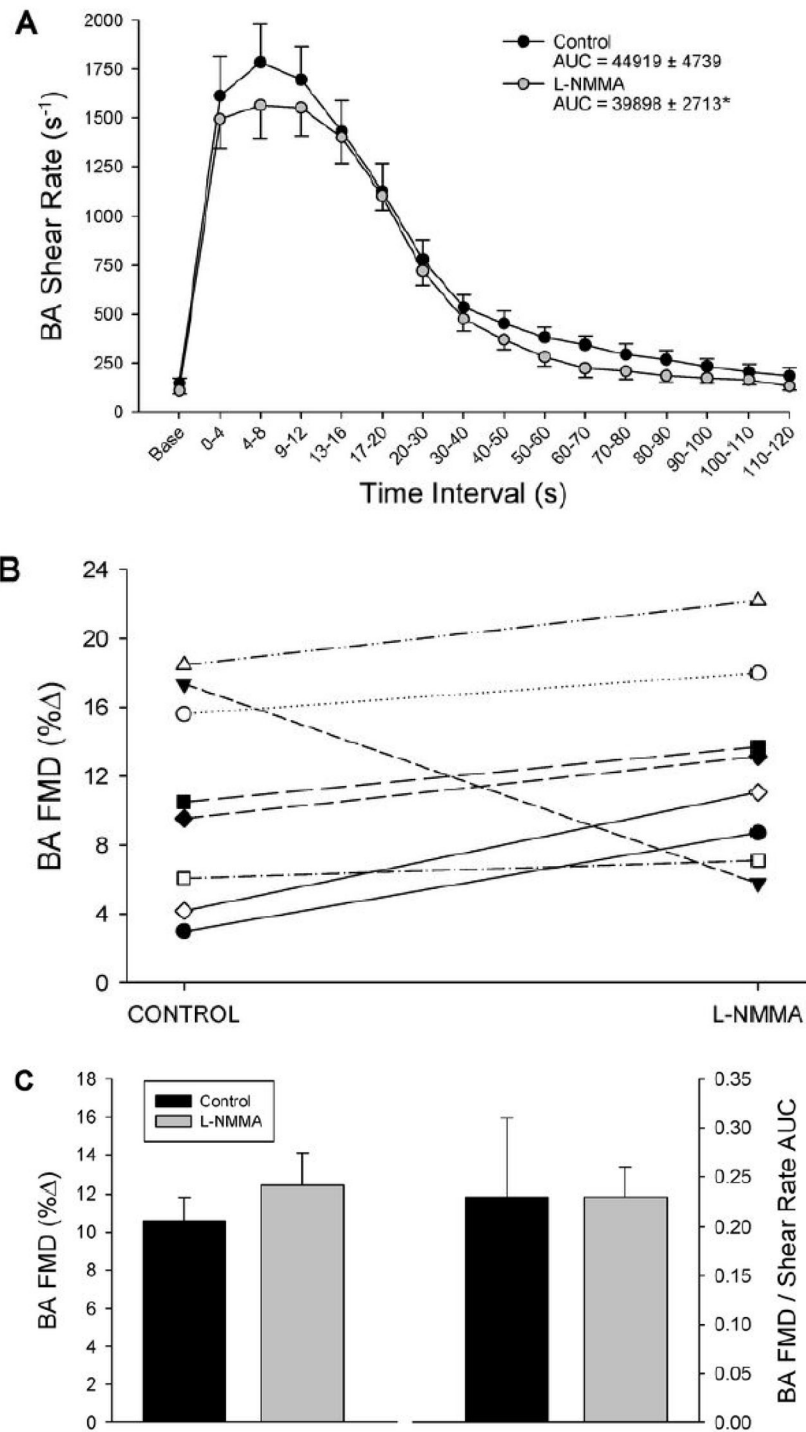 A
BA Shear Rate (s-1)
2000
1750
1500
1250
1000
750
500
250
0
Control
AUC = 44919 ± 4739
L-NMMA
AUC = 39898 ± 2713*
Base
0-4
4-8
9-12
13-16
17-20
20-30
30-40
40-50
50-60
60-70
70-80
80-90
90-100
100-110
110-120
Time Interval (s)
B
BA FMD (%Δ)
24
20
16
12
8
4
0
CONTROL
L-NMMA
C
BA FMD (%Δ)
18
16
14
12
10
8
6
4
2
0
Control
L-NMMA
0.35
0.30
0.25
0.20
0.15
0.10
0.05
0.00
BA FMD / Shear Rate AUC